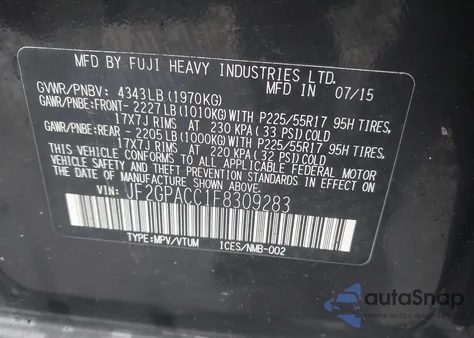 MFD BY FUJI HEAVY INDUSTRIES LTD.
GVWR/PNBV: 4343LB (1970KG) MFD IN 07/15
GAWR/PNBE:FRONT- 2227LB(1010KG)WITH P225/55R17 95H TIRES,
17X7J RIMS AT 230 KPA(33 PSI)COLD
GAWR/PNBE:REAR - 2205LB(1000KG)WITH P225/55R17 95H TIRES,
17X7J RIMS AT 220 KPA(32 PSI)COLD
THIS VEHICLE CONFORMS TO ALL APPLICABLE FEDERAL MOTOR
VEHICLE SAFETY AND THEFT PREVENTION STANDARDS IN EFFECT ON
THE DATE OF MANUFACTURE SHOWN ABOVE.
VIN: JF2GPACC1F8309283
TYPE:MPV/VTUM ICES/NMB-002
autoSnap